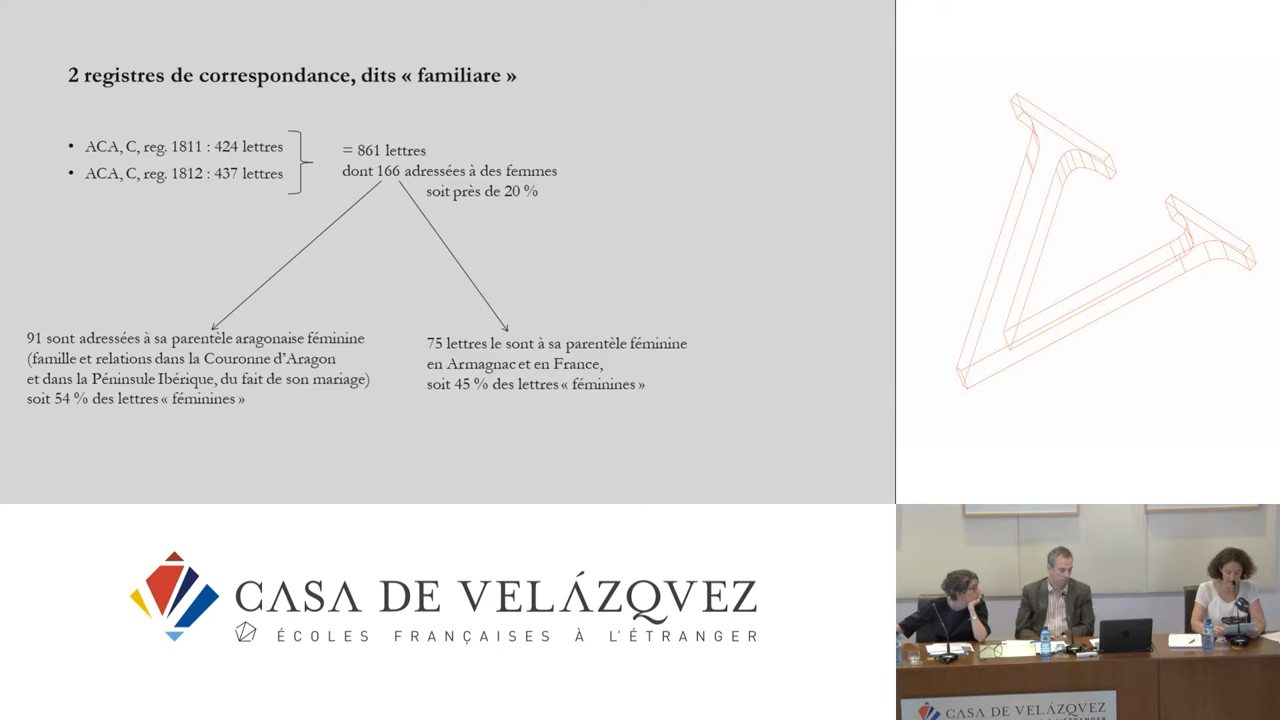 2 registres de correspondance, dits « familiare »
• ACA, C, reg. 1811 : 424 lettres
• ACA, C, reg. 1812 : 437 lettres
= 861 lettres
dont 166 adressées à des femmes
soit près de 20 %
91 sont adressées à sa parentèle aragonaise féminine
(famille et relations dans la Couronne d’Aragon
et dans la Péninsule Ibérique, du fait de son mariage)
soit 54 % des lettres « féminines »
75 lettres le sont à sa parentèle féminine
en Armagnac et en France,
soit 45 % des lettres « féminines »
CASA DE VELÁZQVEZ
ÉCOLES FRANÇAISES À L'ÉTRANGER
CASA DE VELÁZQVEZ